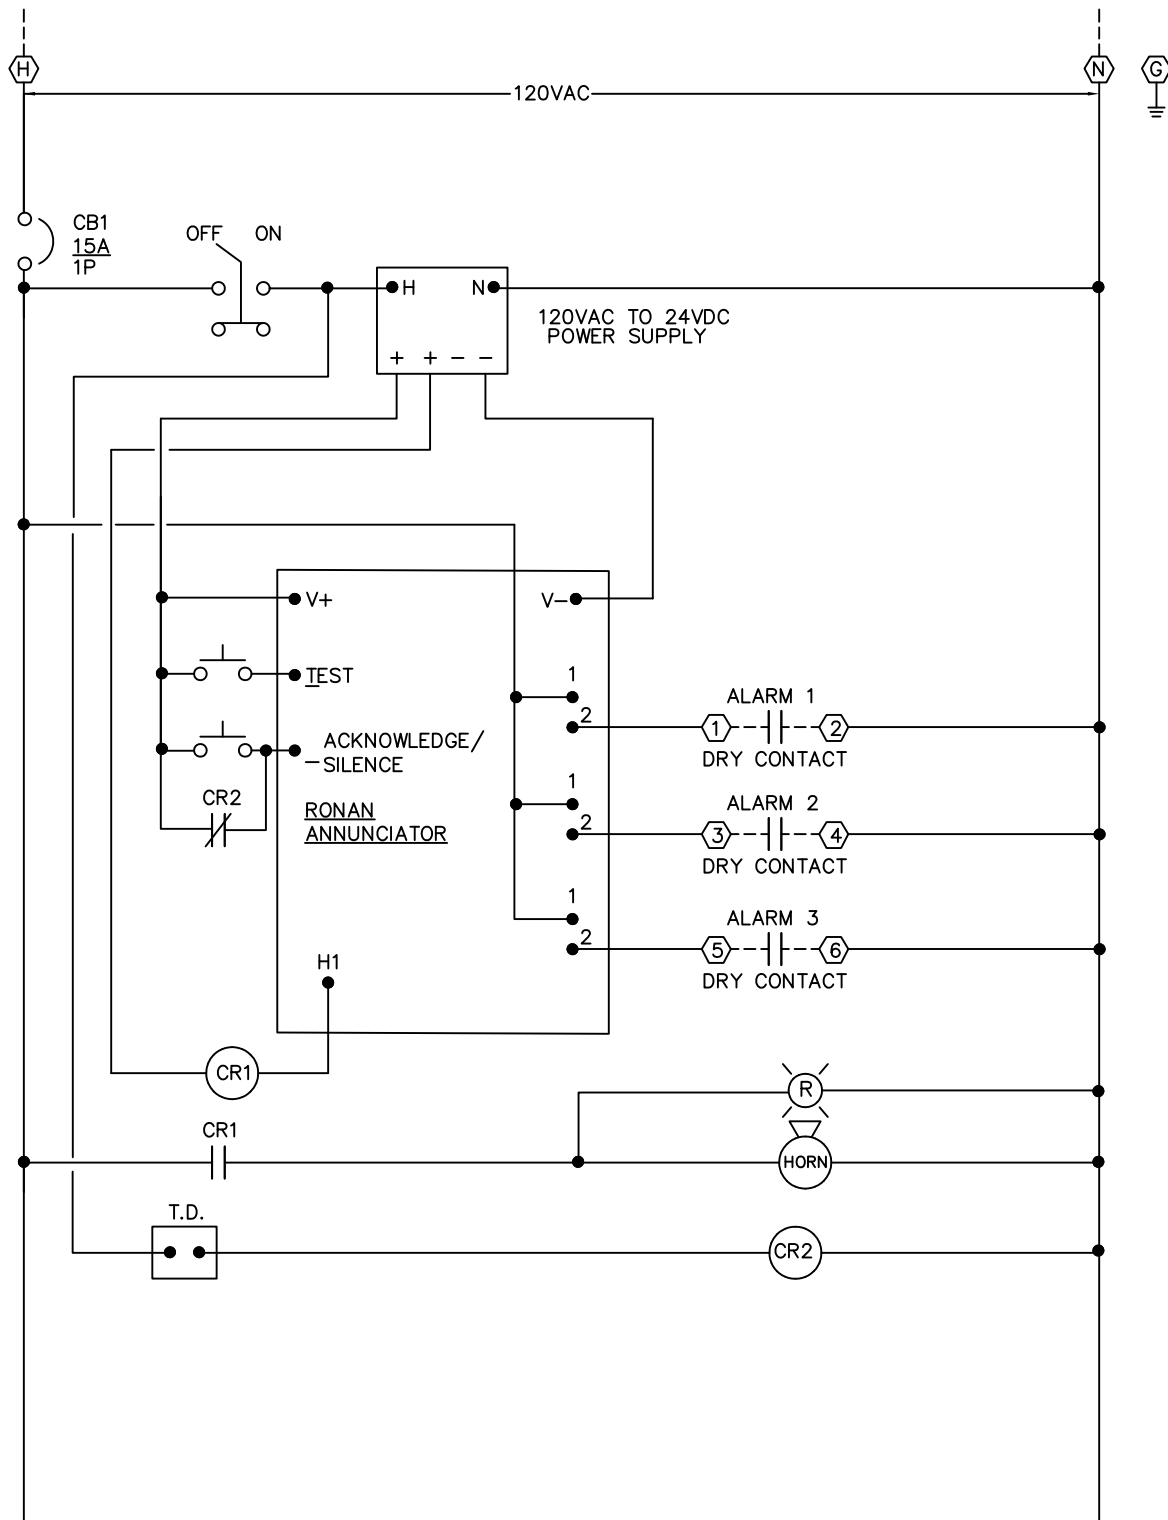 H
N
G
120VAC
CB1
15A
1P
OFF ON
H N
120VAC TO 24VDC
POWER SUPPLY
+ + − −
V+
V−
TEST
ACKNOWLEDGE/
SILENCE
CR2
RONAN
ANNUNCIATOR
1
2
ALARM 1
1 2
DRY CONTACT
1
2
ALARM 2
3 4
DRY CONTACT
1
2
ALARM 3
5 6
DRY CONTACT
H1
CR1
R
CR1
HORN
T.D.
CR2